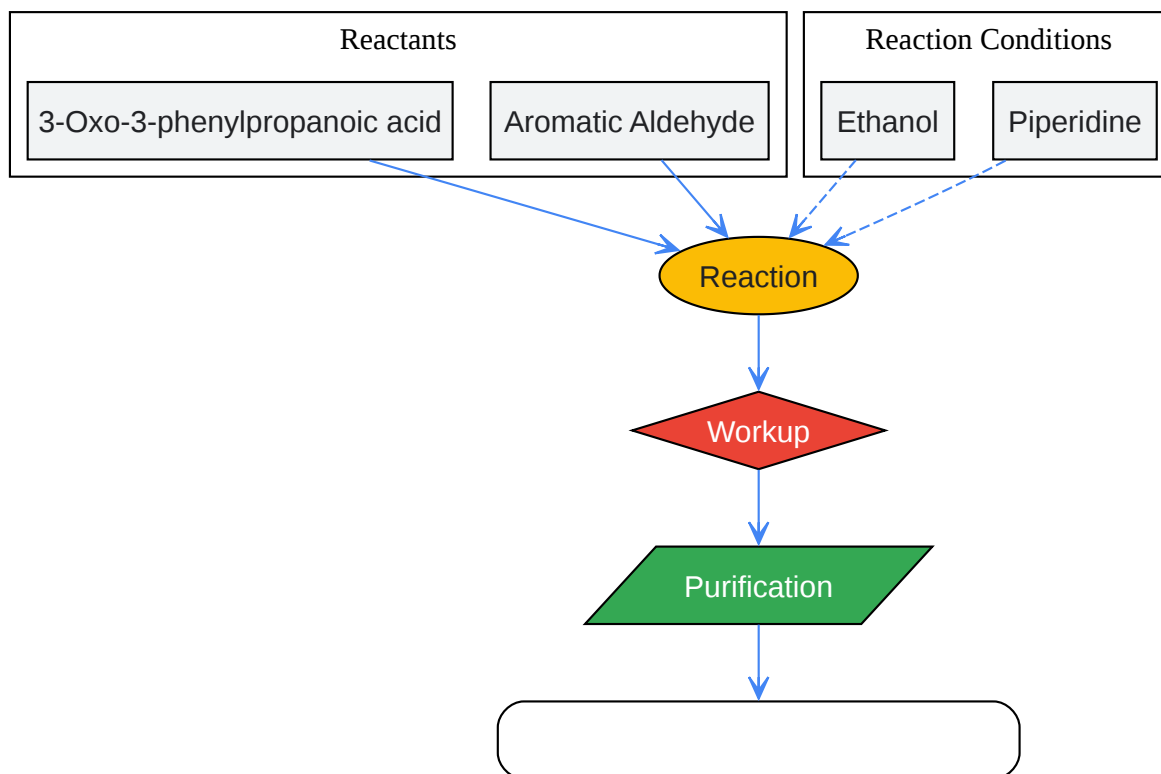 Reactants
Reaction Conditions
3-Oxo-3-phenylpropanoic acid
Aromatic Aldehyde
Ethanol
Piperidine
Reaction
Workup
Purification